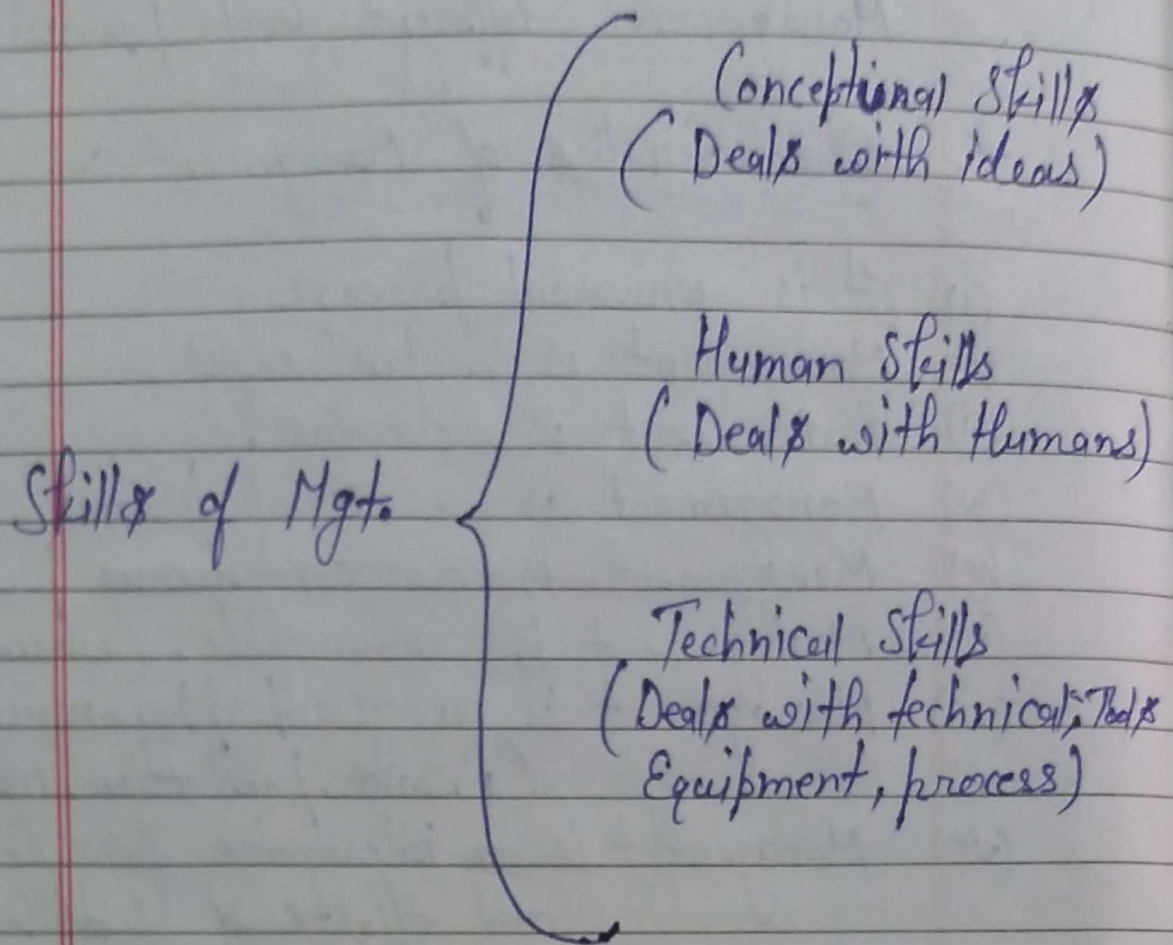 Conceptional Skills
(Deals with ideas)
Human Skills
(Deals with Humans)
Skills of Mgt.
Technical Skills
(Deals with technical; Tools
Equipment, process)